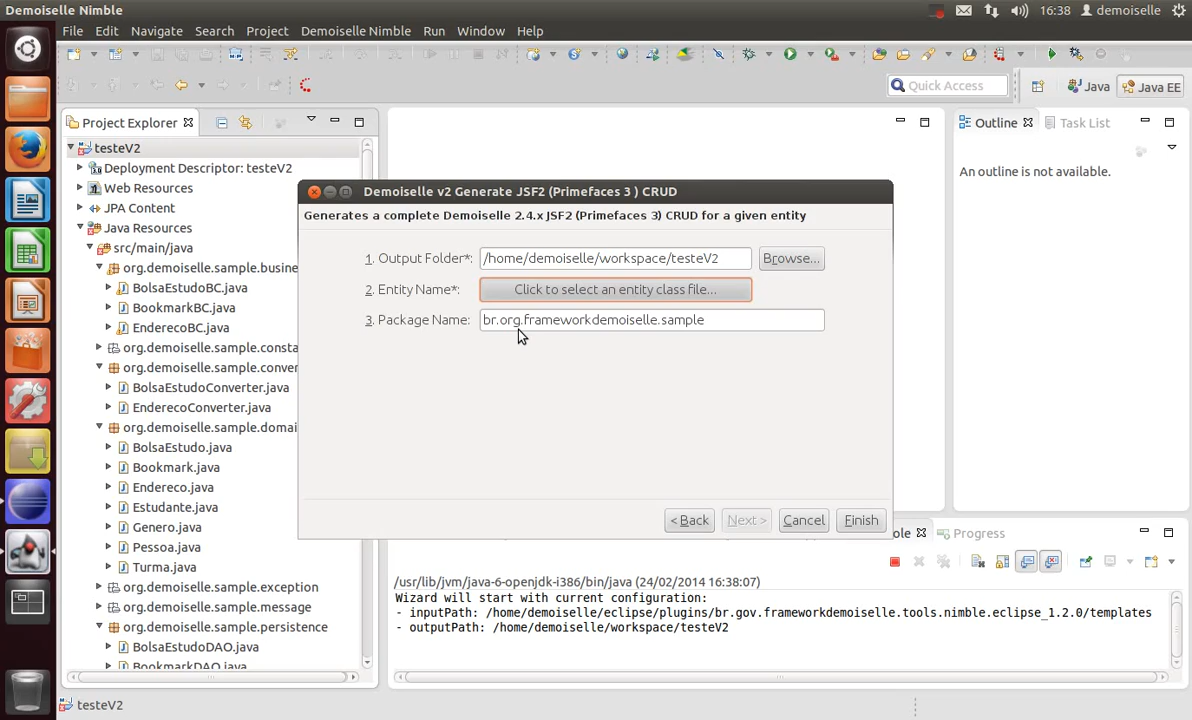 Demoiselle Nimble
16:38 demoiselle
File Edit Navigate Search Project Demoiselle Nimble Run Window Help
Quick Access
Java
Java EE
Project Explorer
testeV2
Deployment Descriptor: testeV2
Web Resources
JPA Content
Java Resources
src/main/java
org.demoiselle.sample.busine
BolsaEstudoBC.java
BookmarkBC.java
EnderecoBC.java
org.demoiselle.sample.consta
org.demoiselle.sample.conver
BolsaEstudoConverter.java
EnderecoConverter.java
org.demoiselle.sample.domai
BolsaEstudo.java
Bookmark.java
Endereco.java
Estudante.java
Genero.java
Pessoa.java
Turma.java
org.demoiselle.sample.exception
org.demoiselle.sample.message
org.demoiselle.sample.persistence
BolsaEstudoDAO.java
BookmarkDAO.java
testeV2
Demoiselle v2 Generate JSF2 (Primefaces 3 ) CRUD
Generates a complete Demoiselle 2.4.x JSF2 (Primefaces 3) CRUD for a given entity
1. Output Folder*: /home/demoiselle/workspace/testeV2 Browse...
2. Entity Name*: Click to select an entity class file...
3. Package Name: br.org.frameworkdemoiselle.sample
< Back Next > Cancel Finish
Outline
Task List
An outline is not available.
ole
Progress
/usr/lib/jvm/java-6-openjdk-i386/bin/java (24/02/2014 16:38:07)
Wizard will start with current configuration:
- inputPath: /home/demoiselle/eclipse/plugins/br.gov.frameworkdemoiselle.tools.nimble.eclipse_1.2.0/templates
- outputPath: /home/demoiselle/workspace/testeV2